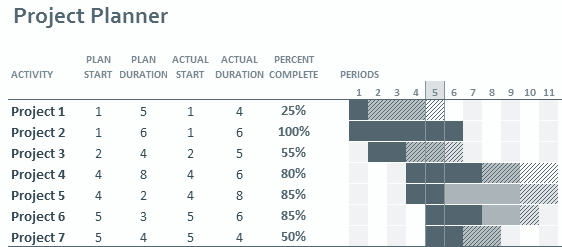 Project Planner
PLAN PLAN ACTUAL ACTUAL PERCENT
ACTIVITY START DURATION START DURATION COMPLETE PERIODS
1 2 3 4 5 6 7 8 9 10 11
Project 1 1 5 1 4 25%
Project 2 1 6 1 6 100%
Project 3 2 4 2 5 55%
Project 4 4 8 4 6 80%
Project 5 4 2 4 8 85%
Project 6 5 3 5 6 85%
Project 7 5 4 5 4 50%